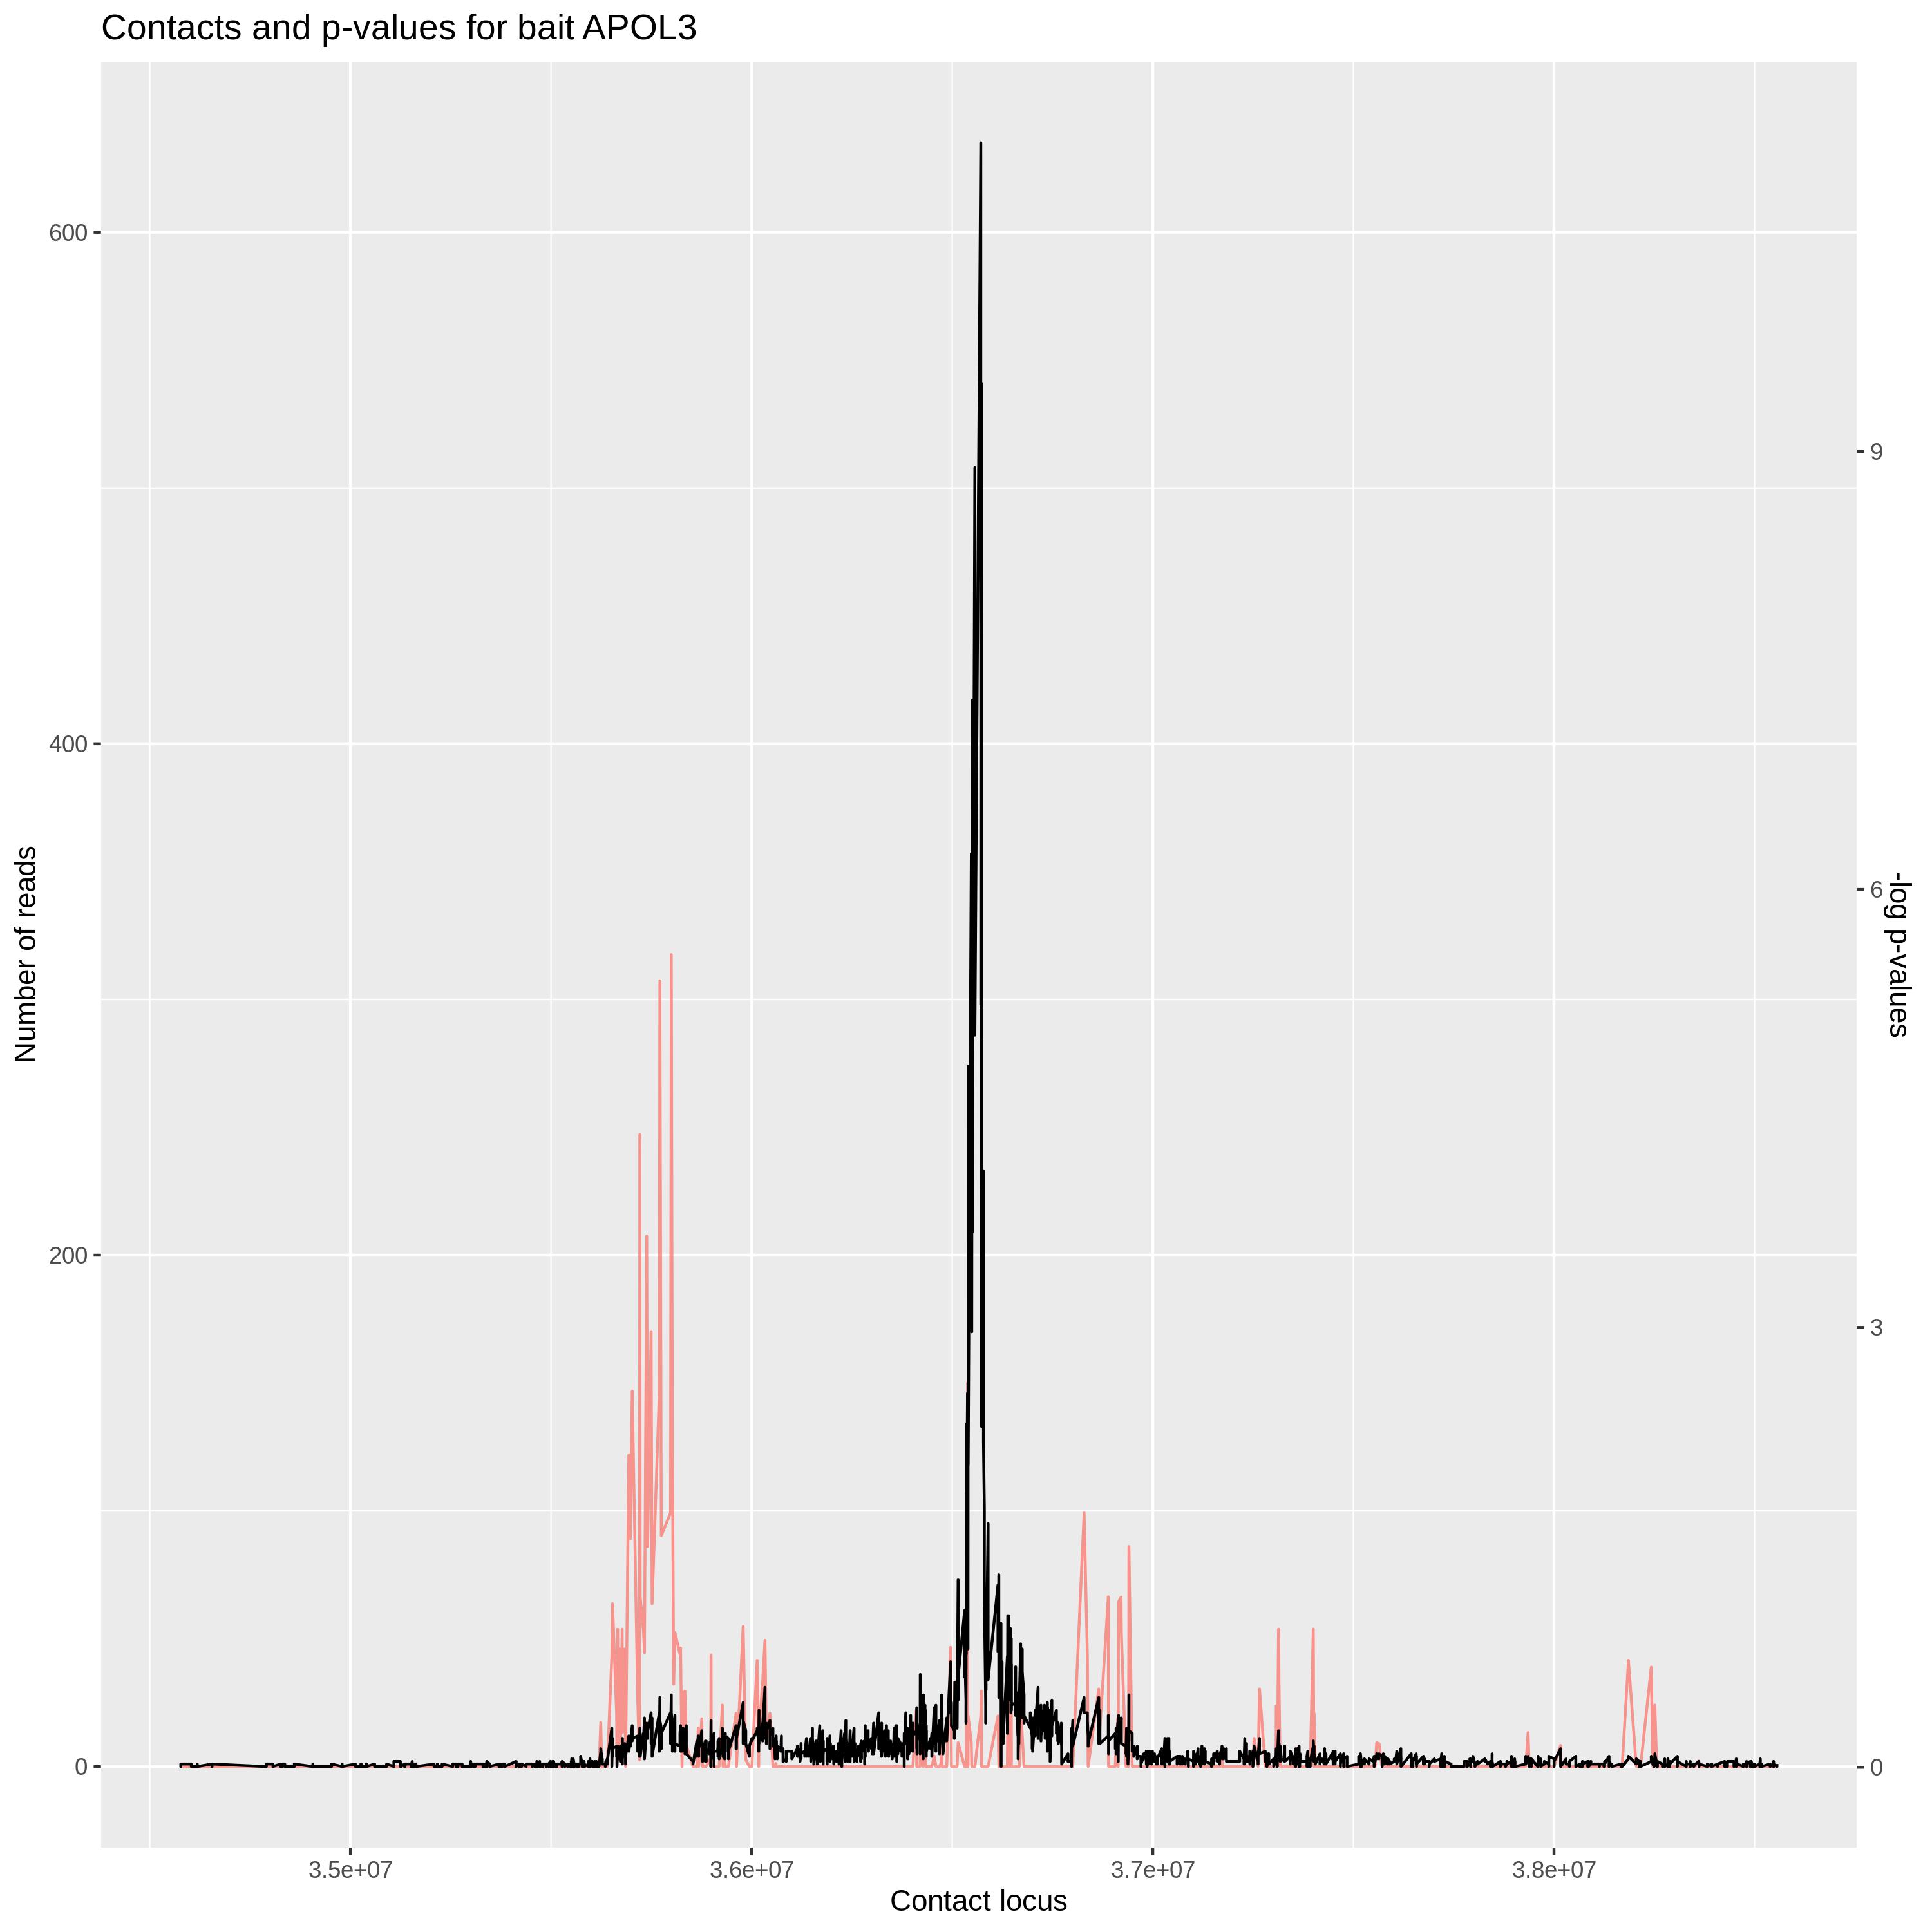 Contacts and p-values for bait APOL3
600
400
200
0
9
6
3
0
Number of reads
-log p-values
3.5e+07 3.6e+07 3.7e+07 3.8e+07
Contact locus